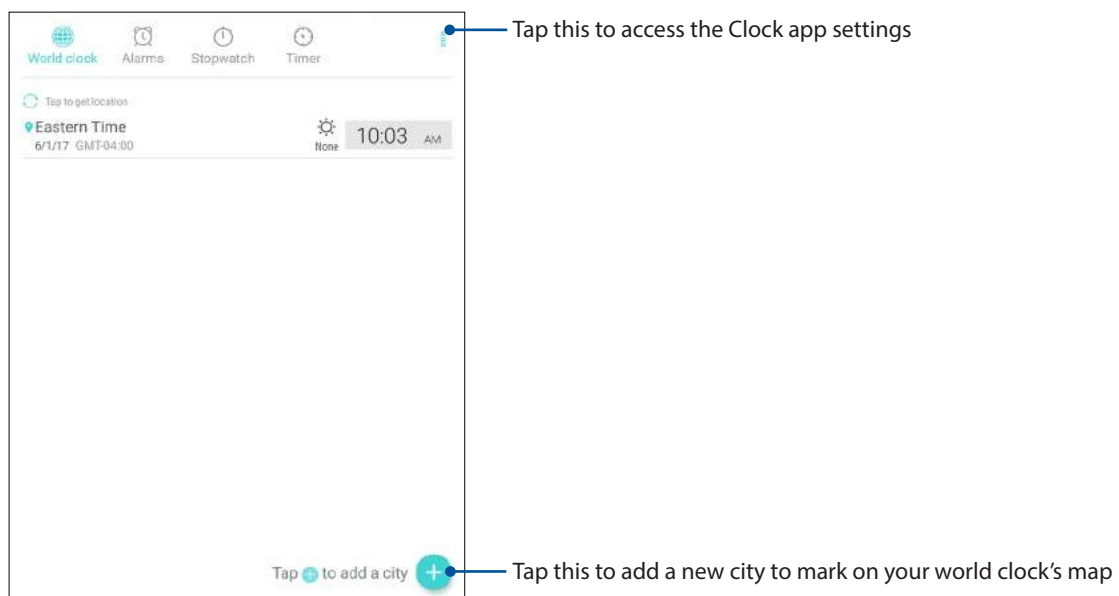 World clock Alarms Stopwatch Timer
Tap this to access the Clock app settings
Tap to get location
Eastern Time
6/1/17 GMT-04:00
None
10:03 AM
Tap + to add a city
+
Tap this to add a new city to mark on your world clock's map